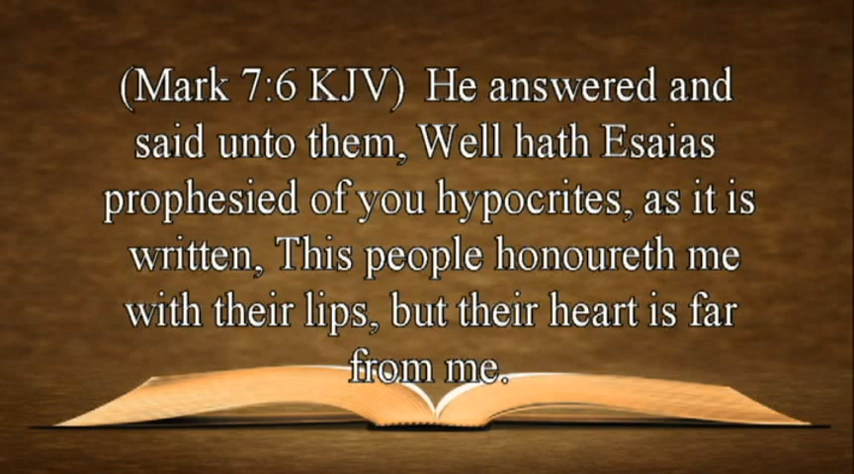 (Mark 7:6 KJV)  He answered and
said unto them, Well hath Esaias
prophesied of you hypocrites, as it is
written, This people honoureth me
with their lips, but their heart is far
from me.